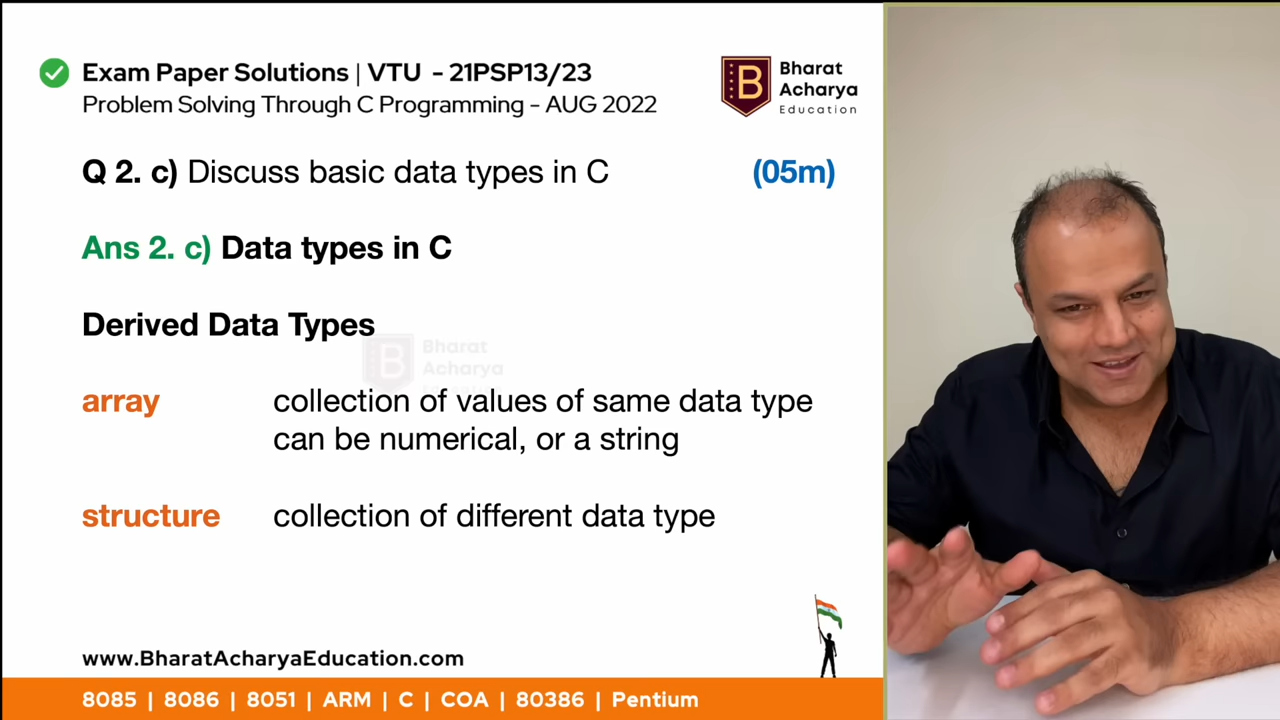 Exam Paper Solutions | VTU - 21PSP13/23
Problem Solving Through C Programming - AUG 2022
B
Bharat
Acharya
Education
Q 2. c) Discuss basic data types in C (05m)
Ans 2. c) Data types in C
Derived Data Types
B
Bharat
Acharya
array collection of values of same data type
can be numerical, or a string
structure collection of different data type
www.BharatAcharyaEducation.com
8085 | 8086 | 8051 | ARM | C | COA | 80386 | Pentium